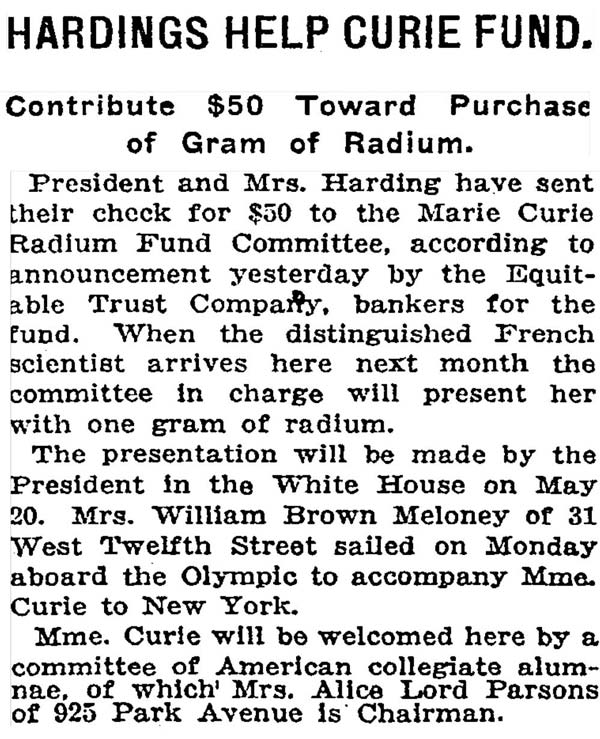 HARDINGS HELP CURIE FUND.
Contribute $50 Toward Purchase
of Gram of Radium.
President and Mrs. Harding have sent
their check for $50 to the Marie Curie
Radium Fund Committee, according to
announcement yesterday by the Equit-
able Trust Company, bankers for the
fund. When the distinguished French
scientist arrives here next month the
committee in charge will present her
with one gram of radium.
The presentation will be made by the
President in the White House on May
20. Mrs. William Brown Meloney of 31
West Twelfth Street sailed on Monday
aboard the Olympic to accompany Mme.
Curie to New York.
Mme. Curie will be welcomed here by a
committee of American collegiate alum-
nae, of which Mrs. Alice Lord Parsons
of 925 Park Avenue is Chairman.